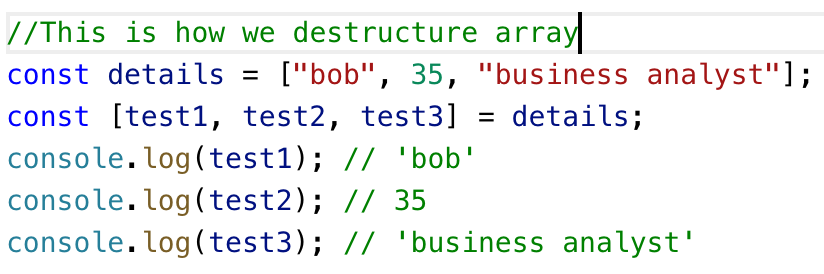 //This is how we destructure array
const details = ["bob", 35, "business analyst"];
const [test1, test2, test3] = details;
console.log(test1); // 'bob'
console.log(test2); // 35
console.log(test3); // 'business analyst'